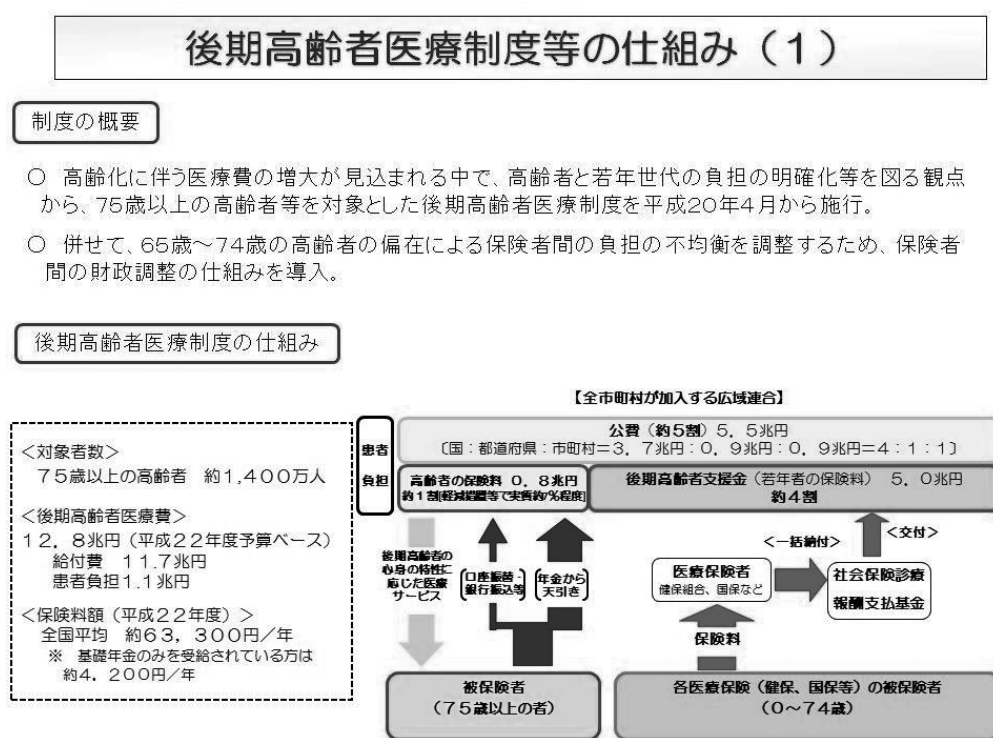 後期高齢者医療制度等の仕組み（１）
制度の概要
○ 高齢化に伴う医療費の増大が見込まれる中で、高齢者と若年世代の負担の明確化等を図る観点
から、75歳以上の高齢者等を対象とした後期高齢者医療制度を平成20年4月から施行。
○ 併せて、65歳～74歳の高齢者の偏在による保険者間の負担の不均衡を調整するため、保険者
間の財政調整の仕組みを導入。
後期高齢者医療制度の仕組み
＜対象者数＞
７５歳以上の高齢者 約１,４００万人
＜後期高齢者医療費＞
１２．８兆円（平成２２年度予算ベース）
給付費 １１．７兆円
患者負担１．１兆円
＜保険料額（平成２２年度）＞
全国平均 約６３，３００円／年
※ 基礎年金のみを受給されている方は
約４，２００円／年
【全市町村が加入する広域連合】
患者
負担
公費（約５割）５．５兆円
〔国：都道府県：市町村＝３．７兆円：０．９兆円：０．９兆円＝４：１：１〕
高齢者の保険料 ０．８兆円
約１割[軽減措置等で実質約7%程度]
後期高齢者支援金（若年者の保険料） ５．０兆円
約４割
後期高齢者の
心身の特性に
応じた医療
サービス
口座振替・
銀行振込等
年金から
天引き
＜一括納付＞
＜交付＞
医療保険者
健保組合、国保など
社会保険診療
報酬支払基金
保険料
被保険者
（７５歳以上の者）
各医療保険（健保、国保等）の被保険者
（０～７４歳）